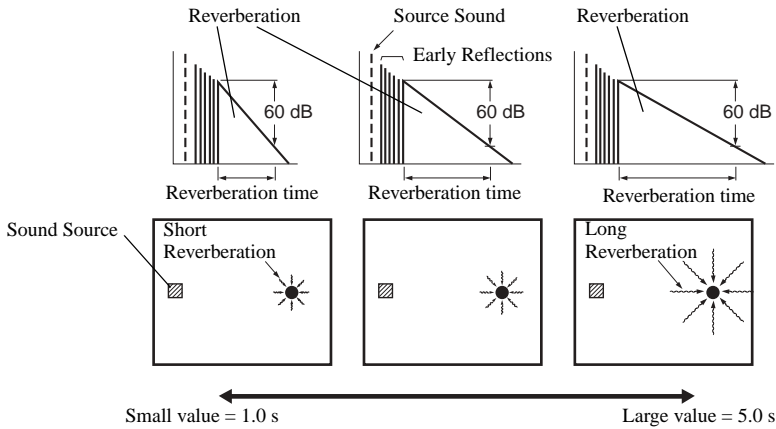 Reverberation
Source Sound
Reverberation
Early Reflections
60 dB
60 dB
60 dB
Reverberation time
Reverberation time
Reverberation time
Sound Source
Short
Reverberation
Long
Reverberation
Small value = 1.0 s
Large value = 5.0 s